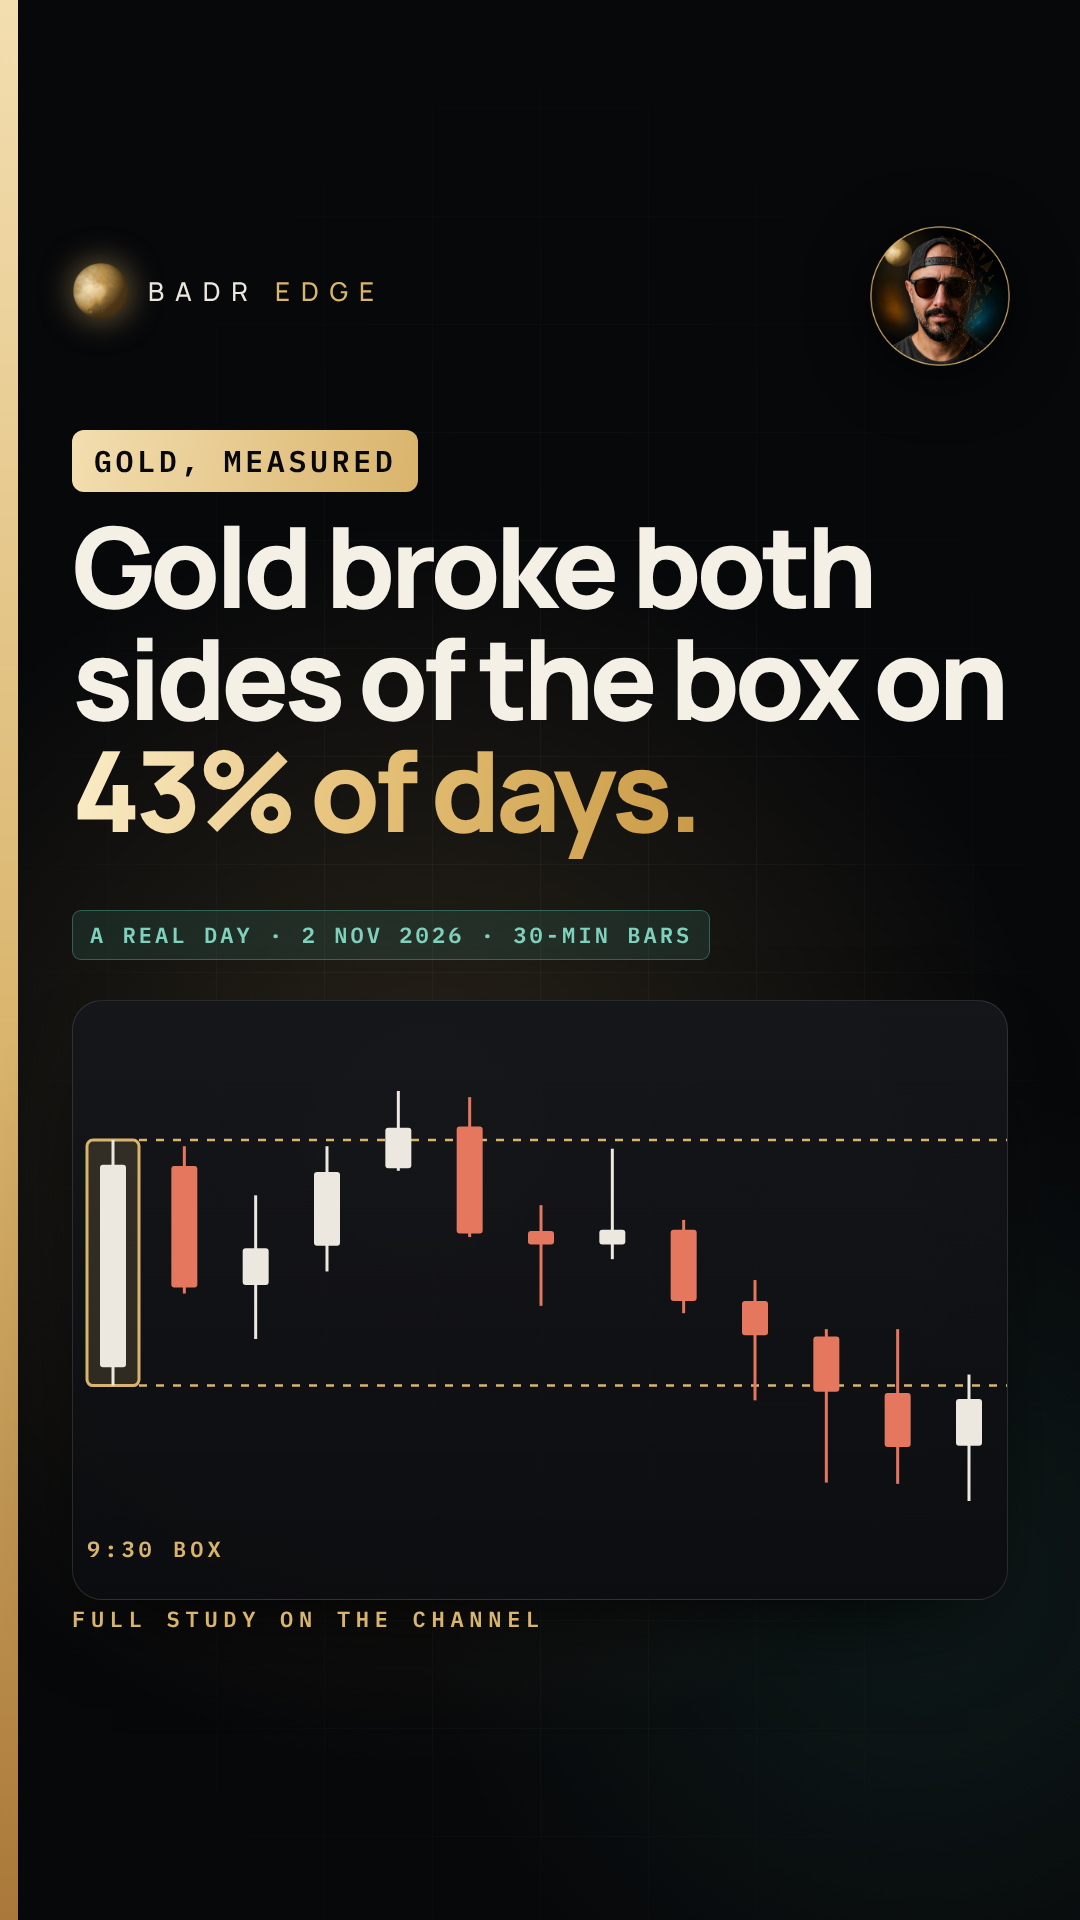 BADR EDGE
GOLD, MEASURED
Gold broke both
sides of the box on
43% of days.
A REAL DAY · 2 NOV 2026 · 30-MIN BARS
9:30 BOX
FULL STUDY ON THE CHANNEL